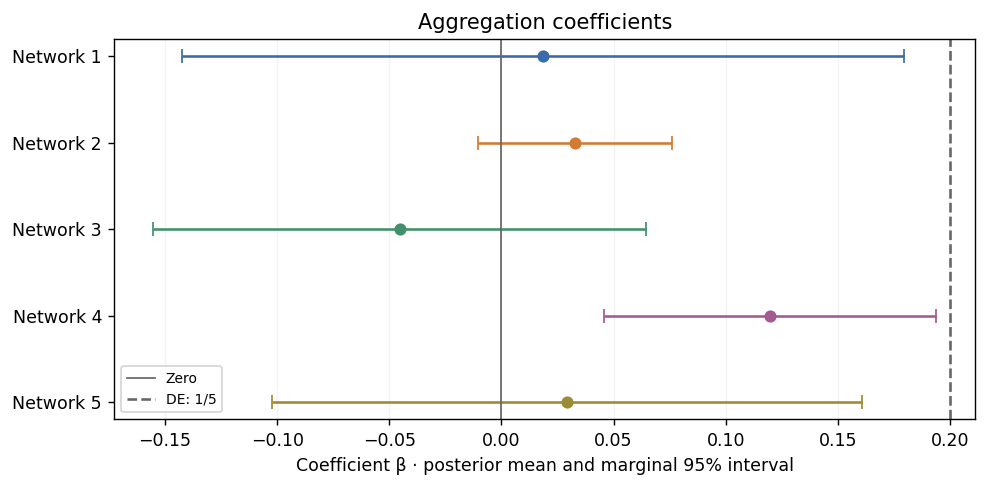 Aggregation coefficients
Network 1
Network 2
Network 3
Network 4
Network 5
Zero
DE: 1/5
−0.15 −0.10 −0.05 0.00 0.05 0.10 0.15 0.20
Coefficient β · posterior mean and marginal 95% interval